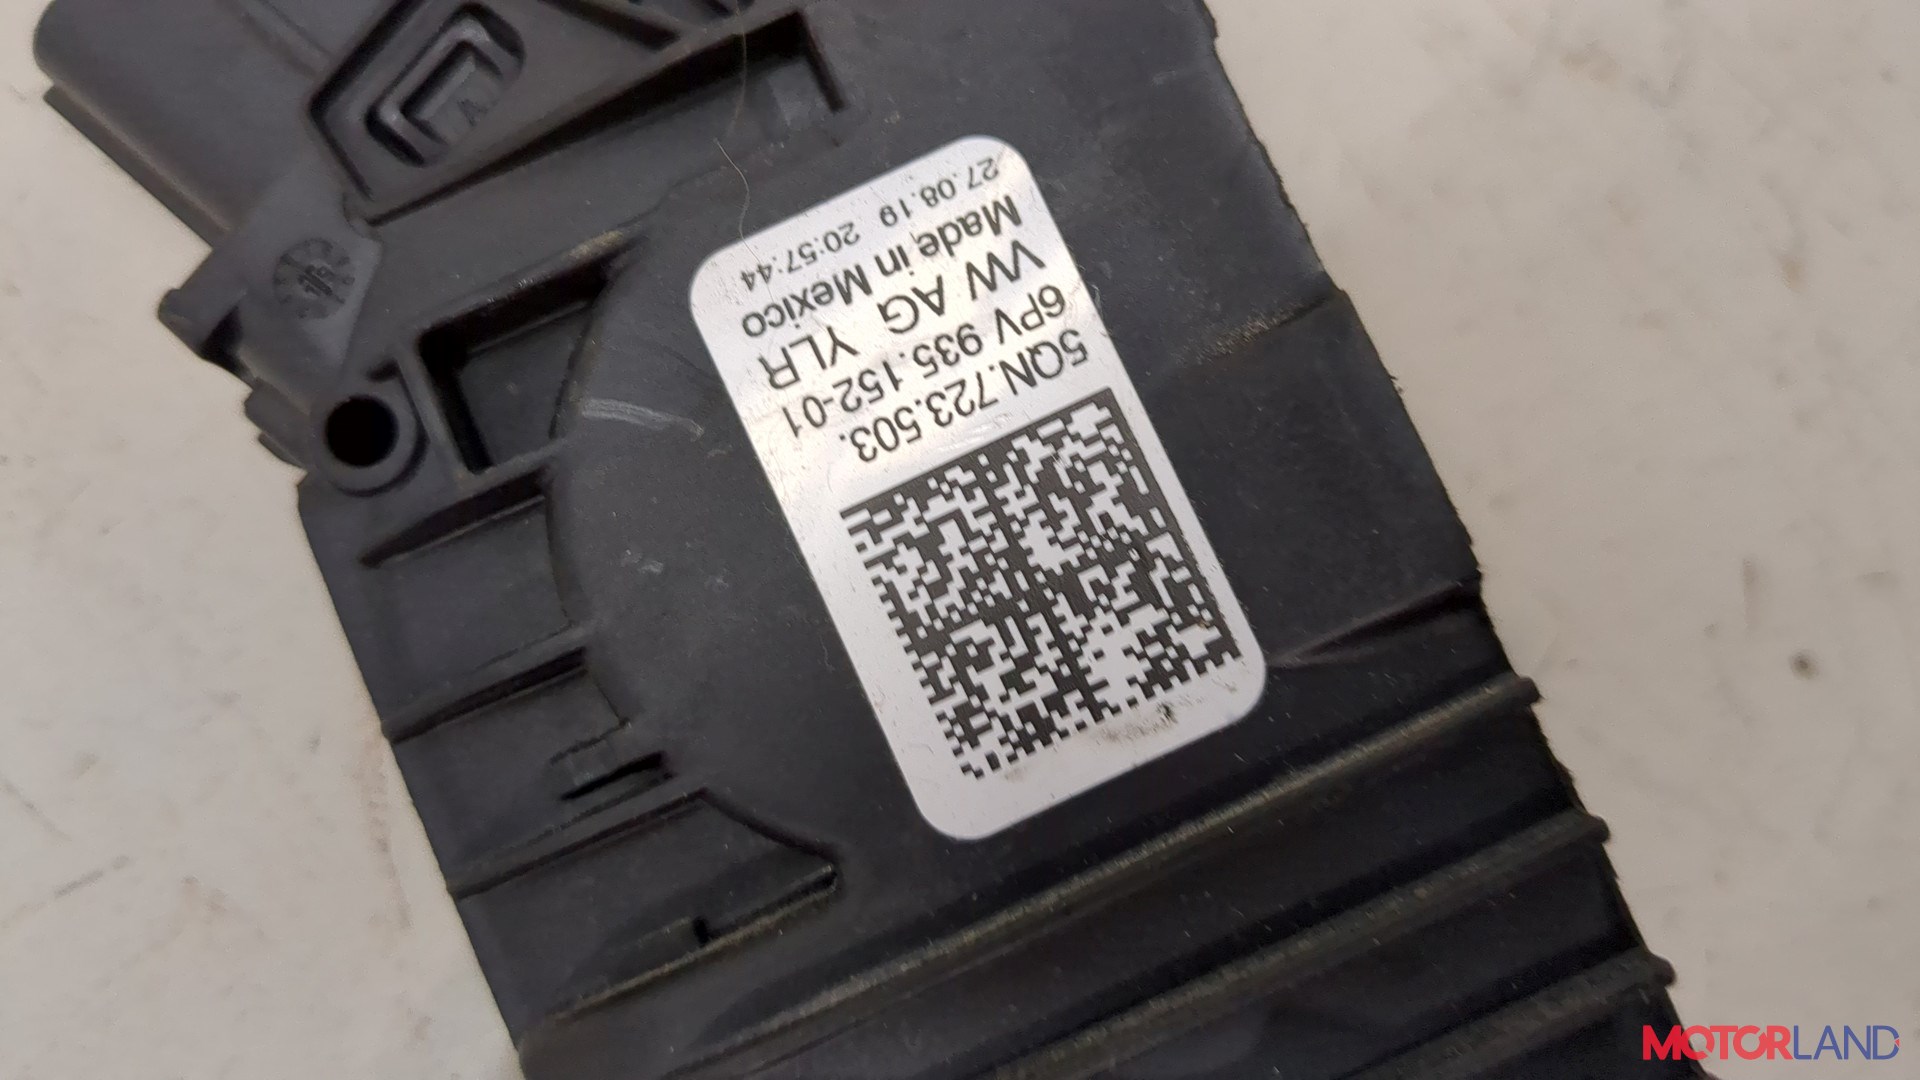 5QN.723.503.
6PV 935.152-01
VW AG YLR
Made in Mexico
27.08.19 20:57:44
A
MOTORLAND